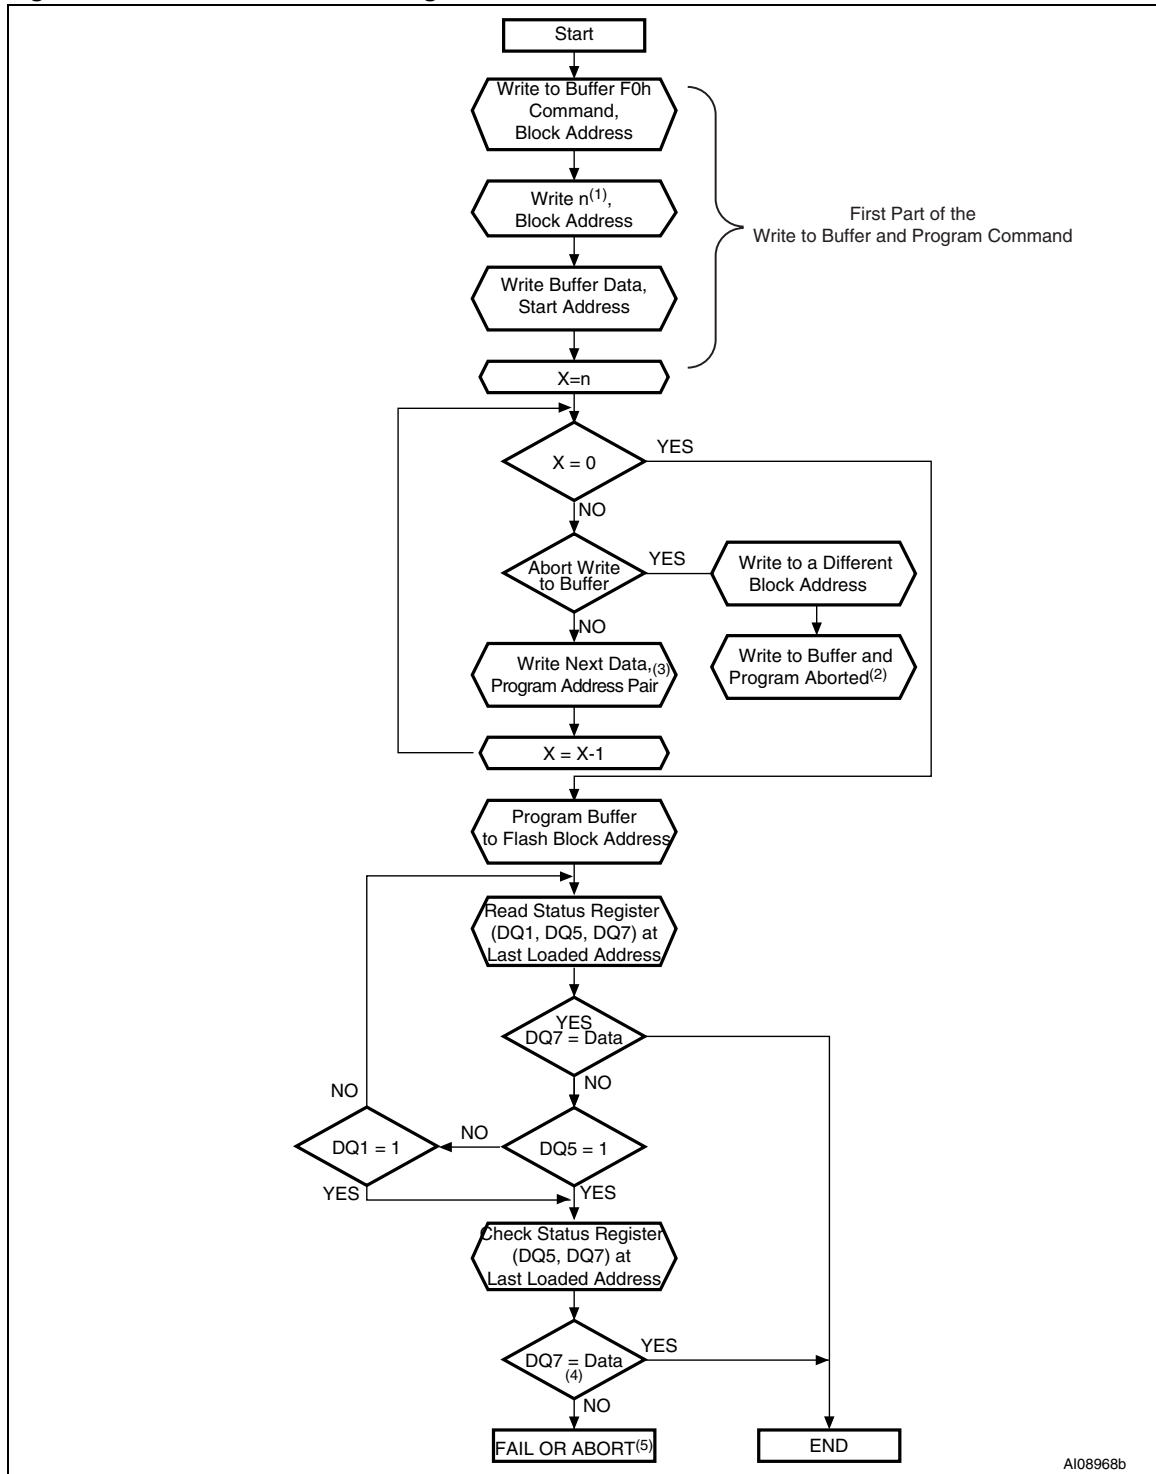 Start
Write to Buffer F0h
Command,
Block Address
Write n(1),
Block Address
First Part of the
Write to Buffer and Program Command
Write Buffer Data,
Start Address
X=n
YES
X = 0
NO
YES
Abort Write
to Buffer
Write to a Different
Block Address
NO
Write Next Data,(3)
Program Address Pair
Write to Buffer and
Program Aborted(2)
X = X-1
Program Buffer
to Flash Block Address
Read Status Register
(DQ1, DQ5, DQ7) at
Last Loaded Address
YES
DQ7 = Data
NO
NO
NO
DQ1 = 1
DQ5 = 1
YES
YES
Check Status Register
(DQ5, DQ7) at
Last Loaded Address
YES
DQ7 = Data
(4)
NO
FAIL OR ABORT(5)
END
AI08968b